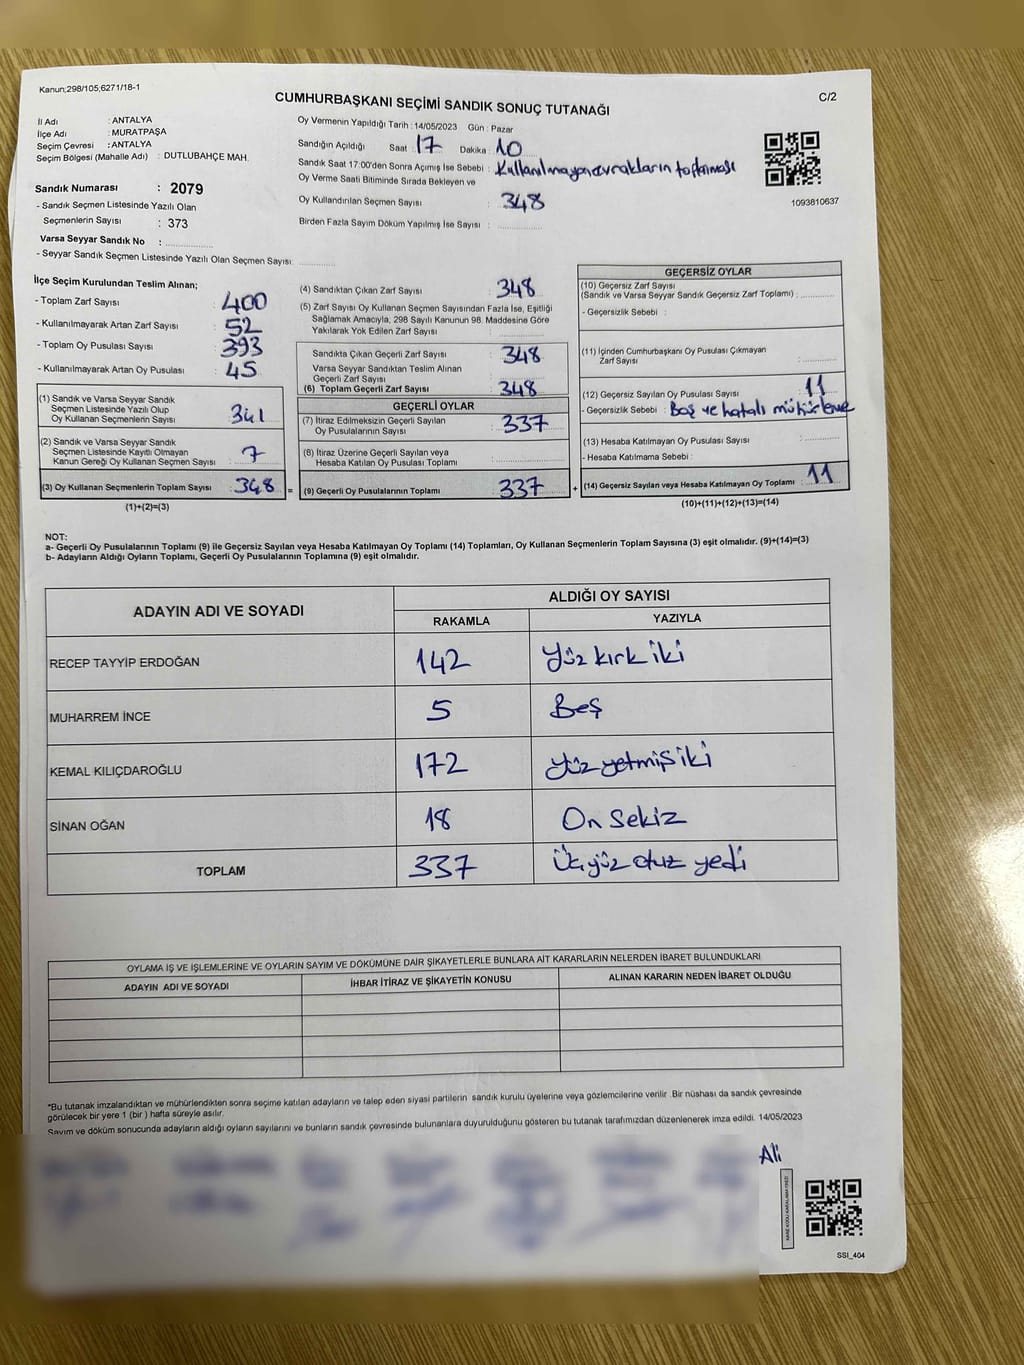 Kanun;298/105,6271/18-1
CUMHURBAŞKANI SEÇİMİ SANDIK SONUÇ TUTANAĞI
C/2
İl Adı : ANTALYA
İlçe Adı : MURATPAŞA
Seçim Çevresi : ANTALYA
Seçim Bölgesi (Mahalle Adı) : DUTLUBAHÇE MAH.
Sandık Numarası : 2079
- Sandık Seçmen Listesinde Yazılı Olan
Seçmenlerin Sayısı : 373
Varsa Seyyar Sandık No : ...............
- Seyyar Sandık Seçmen Listesinde Yazılı Olan Seçmen Sayısı: ...............
Oy Vermenin Yapıldığı Tarih : 14/05/2023 Gün : Pazar
Sandığın Açıldığı Saat : 17 Dakika : 10
Sandık Saat 17:00'den Sonra Açımış İse Sebebi : Kullanılmayan evrakların toplanması
Oy Verme Saati Bitiminde Sırada Bekleyen ve
Oy Kullandırılan Seçmen Sayısı : 348
Birden Fazla Sayım Döküm Yapılmış İse Sayısı : ...............
1093810637
İlçe Seçim Kurulundan Teslim Alınan;
- Toplam Zarf Sayısı : 400
- Kullanılmayarak Artan Zarf Sayısı : 52
- Toplam Oy Pusulası Sayısı : 393
- Kullanılmayarak Artan Oy Pusulası : 45
(1) Sandık ve Varsa Seyyar Sandık
Seçmen Listesinde Yazılı Olup
Oy Kullanan Seçmenlerin Sayısı : 341
(2) Sandık ve Varsa Seyyar Sandık
Seçmen Listesinde Kayıtlı Olmayan
Kanun Gereği Oy Kullanan Seçmen Sayısı : 7
(3) Oy Kullanan Seçmenlerin Toplam Sayısı : 348 =
(1)+(2)=(3)
(4) Sandıktan Çıkan Zarf Sayısı : 348
(5) Zarf Sayısı Oy Kullanan Seçmen Sayısından Fazla İse, Eşitliği
Sağlamak Amacıyla, 298 Sayılı Kanunun 98. Maddesine Göre
Yakılarak Yok Edilen Zarf Sayısı : ...............
Sandıkta Çıkan Geçerli Zarf Sayısı : 348
Varsa Seyyar Sandıktan Teslim Alınan
Geçerli Zarf Sayısı : ...............
(6) Toplam Geçerli Zarf Sayısı : 348
GEÇERLİ OYLAR
(7) İtiraz Edilmeksizin Geçerli Sayılan
Oy Pusulalarının Sayısı : 337
(8) İtiraz Üzerine Geçerli Sayılan veya
Hesaba Katılan Oy Pusulası Toplamı : ...............
(9) Geçerli Oy Pusulalarının Toplamı : 337 +
GEÇERSİZ OYLAR
(10) Geçersiz Zarf Sayısı
(Sandık ve Varsa Seyyar Sandık Geçersiz Zarf Toplamı) : ...............
- Geçersizlik Sebebi :
(11) İçinden Cumhurbaşkanı Oy Pusulası Çıkmayan
Zarf Sayısı : ...............
(12) Geçersiz Sayılan Oy Pusulası Sayısı : 11
- Geçersizlik Sebebi : Boş ve hatalı mühürleme
(13) Hesaba Katılmayan Oy Pusulası Sayısı : ...............
- Hesaba Katılmama Sebebi :
(14) Geçersiz Sayılan veya Hesaba Katılmayan Oy Toplamı : 11
(10)+(11)+(12)+(13)=(14)
NOT:
a- Geçerli Oy Pusulalarının Toplamı (9) ile Geçersiz Sayılan veya Hesaba Katılmayan Oy Toplamı (14) Toplamları, Oy Kullanan Seçmenlerin Toplam Sayısına (3) eşit olmalıdır. (9)+(14)=(3)
b- Adayların Aldığı Oyların Toplamı, Geçerli Oy Pusulalarının Toplamına (9) eşit olmalıdır.
ADAYIN ADI VE SOYADI
ALDIĞI OY SAYISI
RAKAMLA YAZIYLA
RECEP TAYYİP ERDOĞAN 142 Yüz kırk iki
MUHARREM İNCE 5 Beş
KEMAL KILIÇDAROĞLU 172 Yüz yetmiş iki
SİNAN OĞAN 18 On sekiz
TOPLAM 337 Üçyüz otuz yedi
OYLAMA İŞ VE İŞLEMLERİNE VE OYLARIN SAYIM VE DÖKÜMÜNE DAİR ŞİKAYETLERLE BUNLARA AİT KARARLARIN NELERDEN İBARET BULUNDUKLARI
ADAYIN ADI VE SOYADI İHBAR İTİRAZ VE ŞİKAYETİN KONUSU ALINAN KARARIN NEDEN İBARET OLDUĞU
*Bu tutanak imzalandıktan ve mühürlendikten sonra seçime katılan adayların ve talep eden siyasi partilerin sandık kurulu üyelerine veya gözlemcilerine verilir .Bir nüshası da sandık çevresinde
görülecek bir yere 1 (bir ) hafta süreyle asılır.
Sayım ve döküm sonucunda adayların aldığı oyların sayılarını ve bunların sandık çevresinde bulunanlara duyurulduğunu gösteren bu tutanak tarafımızdan düzenlenerek imza edildi. 14/05/2023
Ali
SSI_404